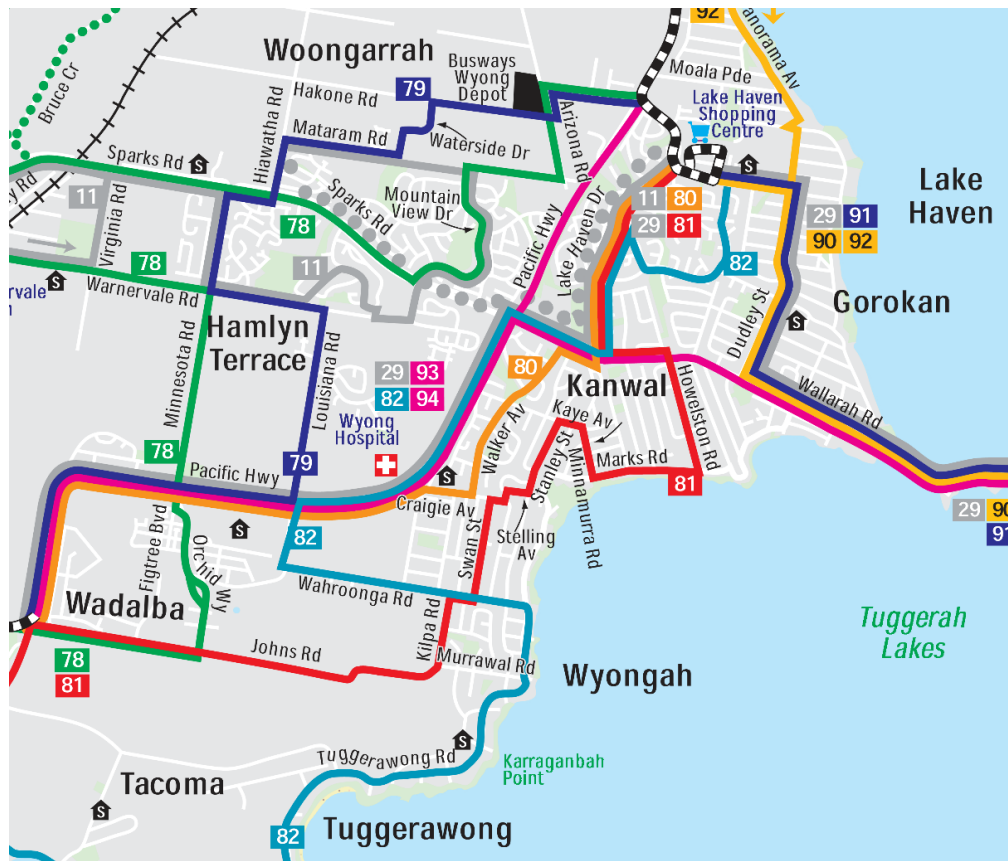 92
Panorama Av
Woongarrah
Busways
Wyong
Depot
Moala Pde
Bruce Cr
Hakone Rd
79
Lake Haven
Shopping
Centre
Mataram Rd
Waterside Dr
Arizona Rd
Hiawatha Rd
Sparks Rd
S
S
Lake
Haven
11
Virginia Rd
Sparks Rd
Mountain
View Dr
78
11 80
29 81
29 91
90 92
Lake Haven Dr
Pacific Hwy
78
11
82
S
Warnervale Rd
Gorokan
Dudley St
S
Hamlyn
Terrace
Minnesota Rd
Louisiana Rd
29 93
82 94
80
Kanwal
Wallarah Rd
Wyong
Hospital
Walker Av
Kaye Av
Howelston Rd
Stanley St
Minnamurra Rd
Marks Rd
78
79
Pacific Hwy
S
81
Craigie Av
S
82
Swan St
Stelling
Av
29 90
91
Figtree Blvd
Orchid Wy
Wahroonga Rd
Wadalba
Kilpa Rd
Tuggerah
Lakes
78
81
Johns Rd
Murrawal Rd
Wyongah
S
Tuggerawong Rd
Karraganbah
Point
Tacoma
S
82
Tuggerawong